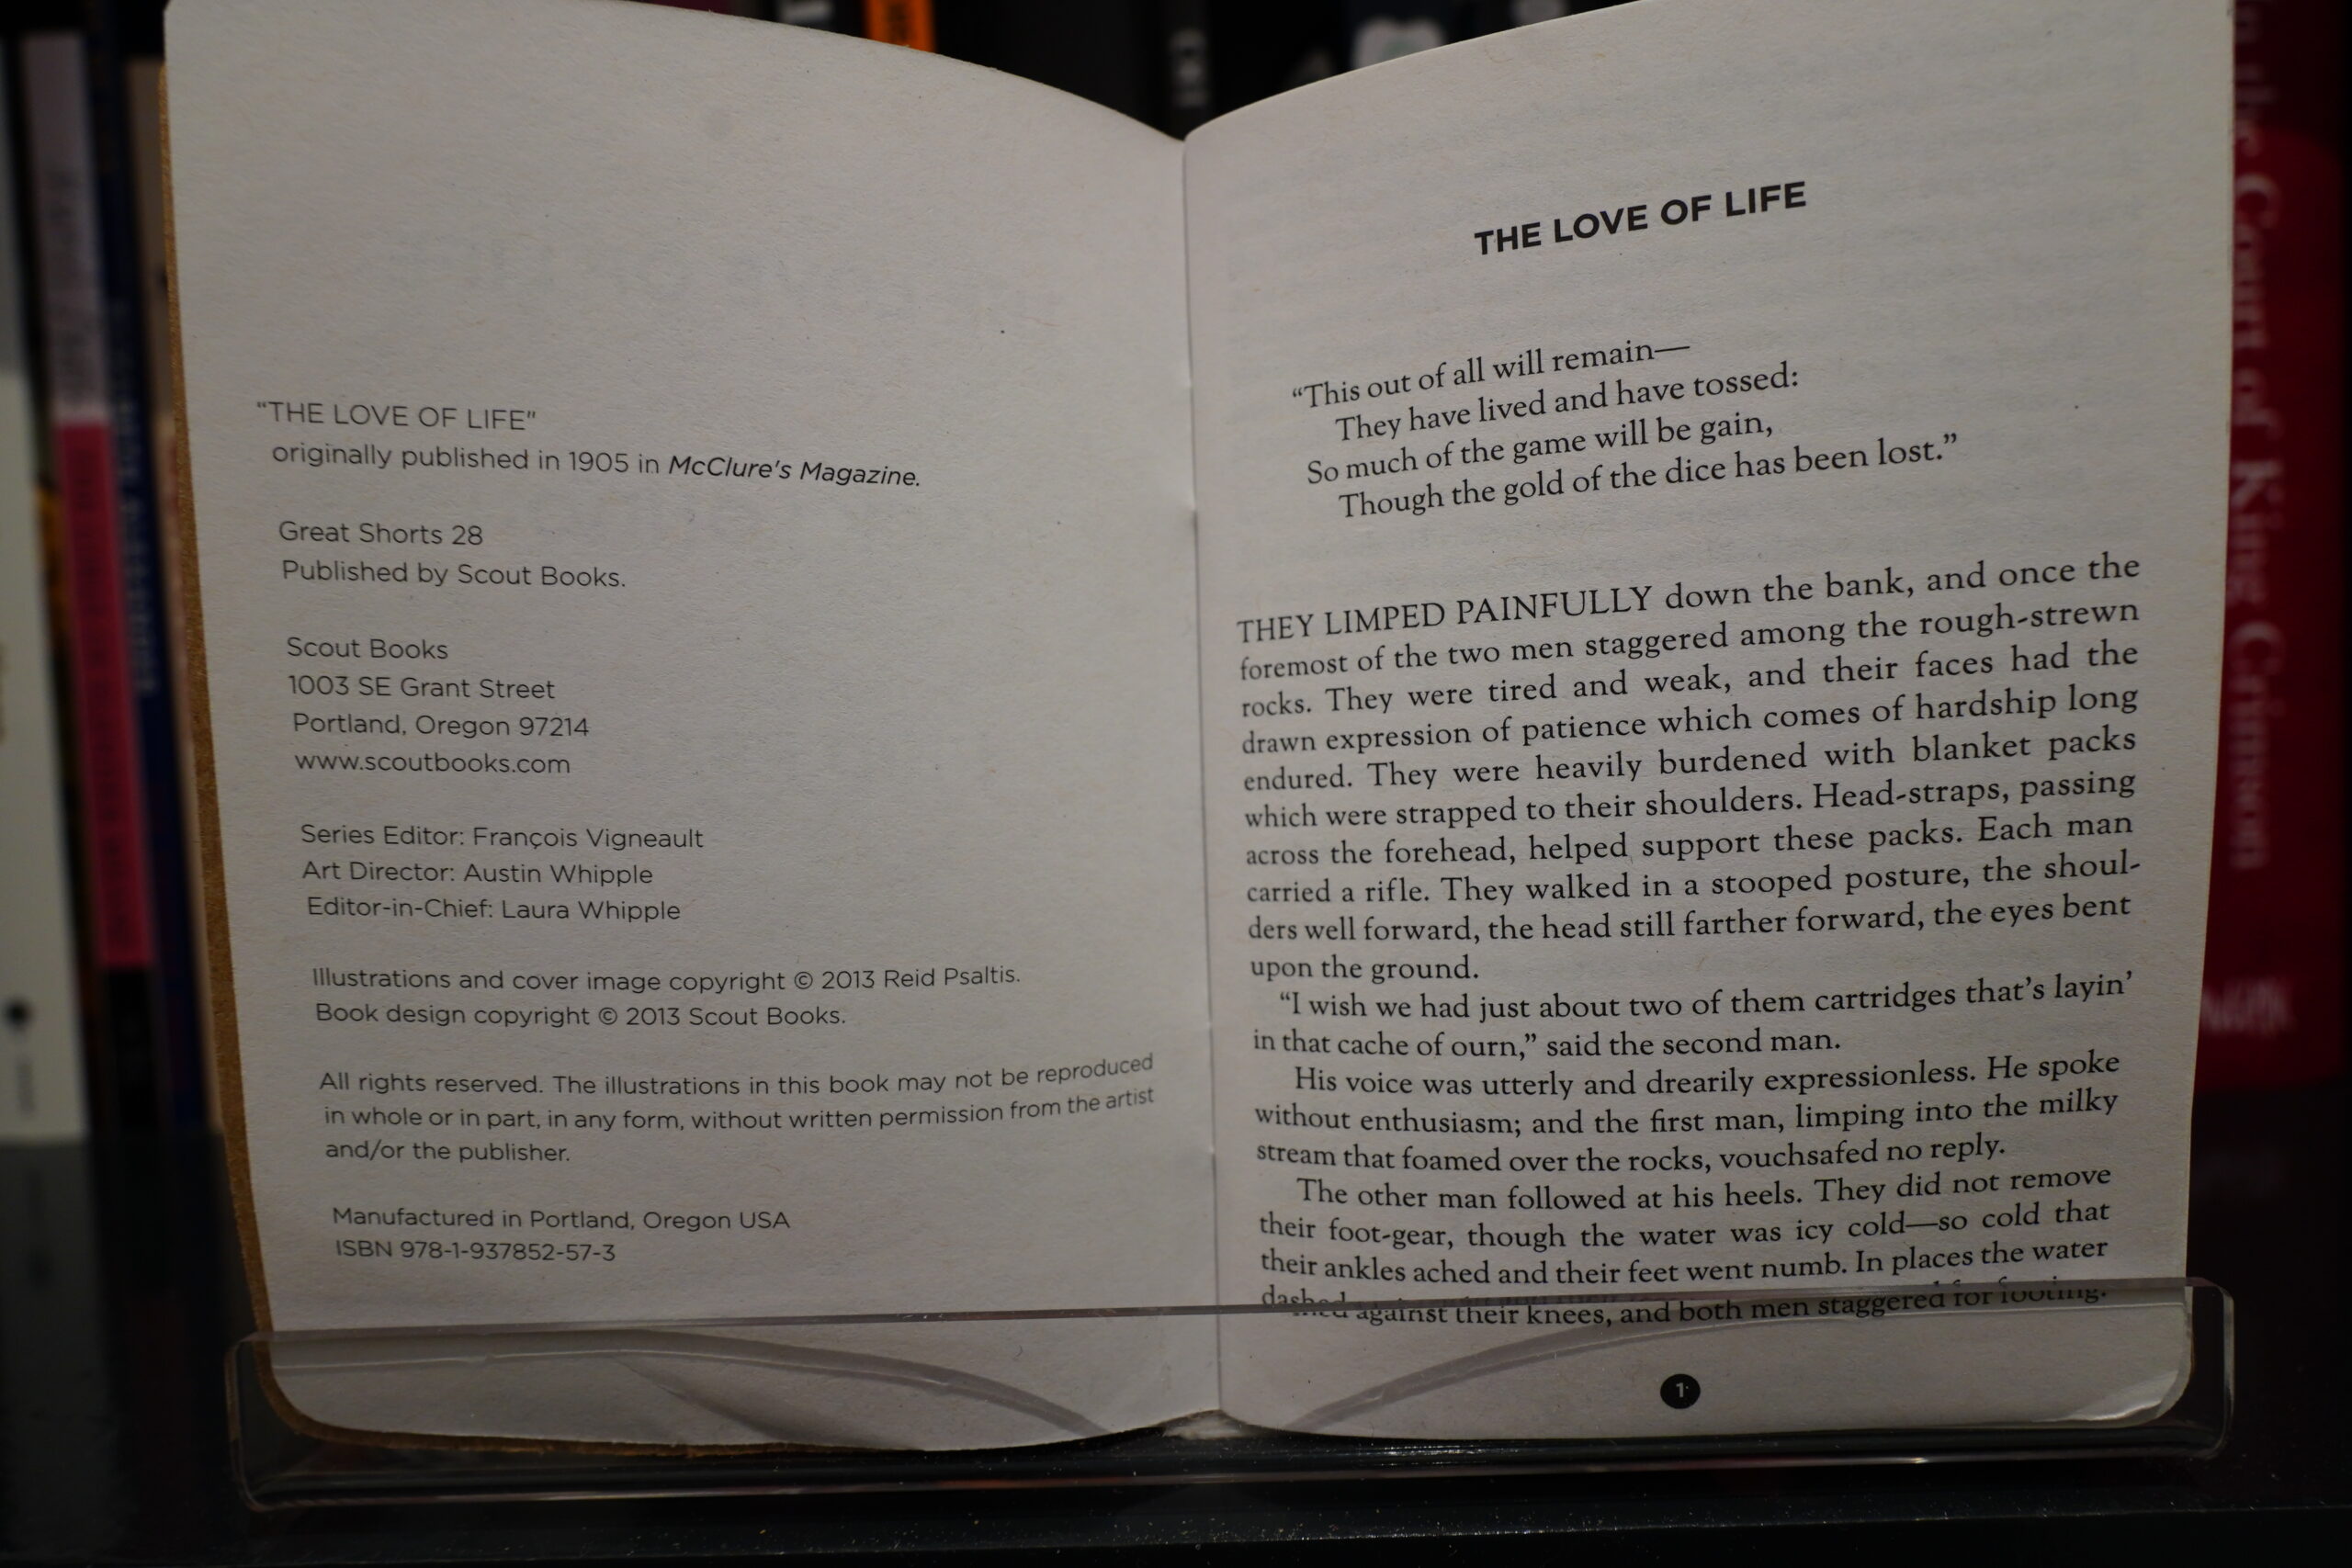 "THE LOVE OF LIFE"
originally published in 1905 in McClure's Magazine.
Great Shorts 28
Published by Scout Books.
Scout Books
1003 SE Grant Street
Portland, Oregon 97214
www.scoutbooks.com
Series Editor: François Vigneault
Art Director: Austin Whipple
Editor-in-Chief: Laura Whipple
Illustrations and cover image copyright © 2013 Reid Psaltis.
Book design copyright © 2013 Scout Books.
All rights reserved. The illustrations in this book may not be reproduced
in whole or in part, in any form, without written permission from the artist
and/or the publisher.
Manufactured in Portland, Oregon USA
ISBN 978-1-937852-57-3
THE LOVE OF LIFE
“This out of all will remain—
They have lived and have tossed:
So much of the game will be gain,
Though the gold of the dice has been lost.”
THEY LIMPED PAINFULLY down the bank, and once the
foremost of the two men staggered among the rough-strewn
rocks. They were tired and weak, and their faces had the
drawn expression of patience which comes of hardship long
endured. They were heavily burdened with blanket packs
which were strapped to their shoulders. Head-straps, passing
across the forehead, helped support these packs. Each man
carried a rifle. They walked in a stooped posture, the shoul-
ders well forward, the head still farther forward, the eyes bent
upon the ground.
“I wish we had just about two of them cartridges that’s layin’
in that cache of ourn,” said the second man.
His voice was utterly and drearily expressionless. He spoke
without enthusiasm; and the first man, limping into the milky
stream that foamed over the rocks, vouchsafed no reply.
The other man followed at his heels. They did not remove
their foot-gear, though the water was icy cold—so cold that
their ankles ached and their feet went numb. In places the water
dashed against their knees, and both men staggered for footing.
1
in the Court of King Crimson